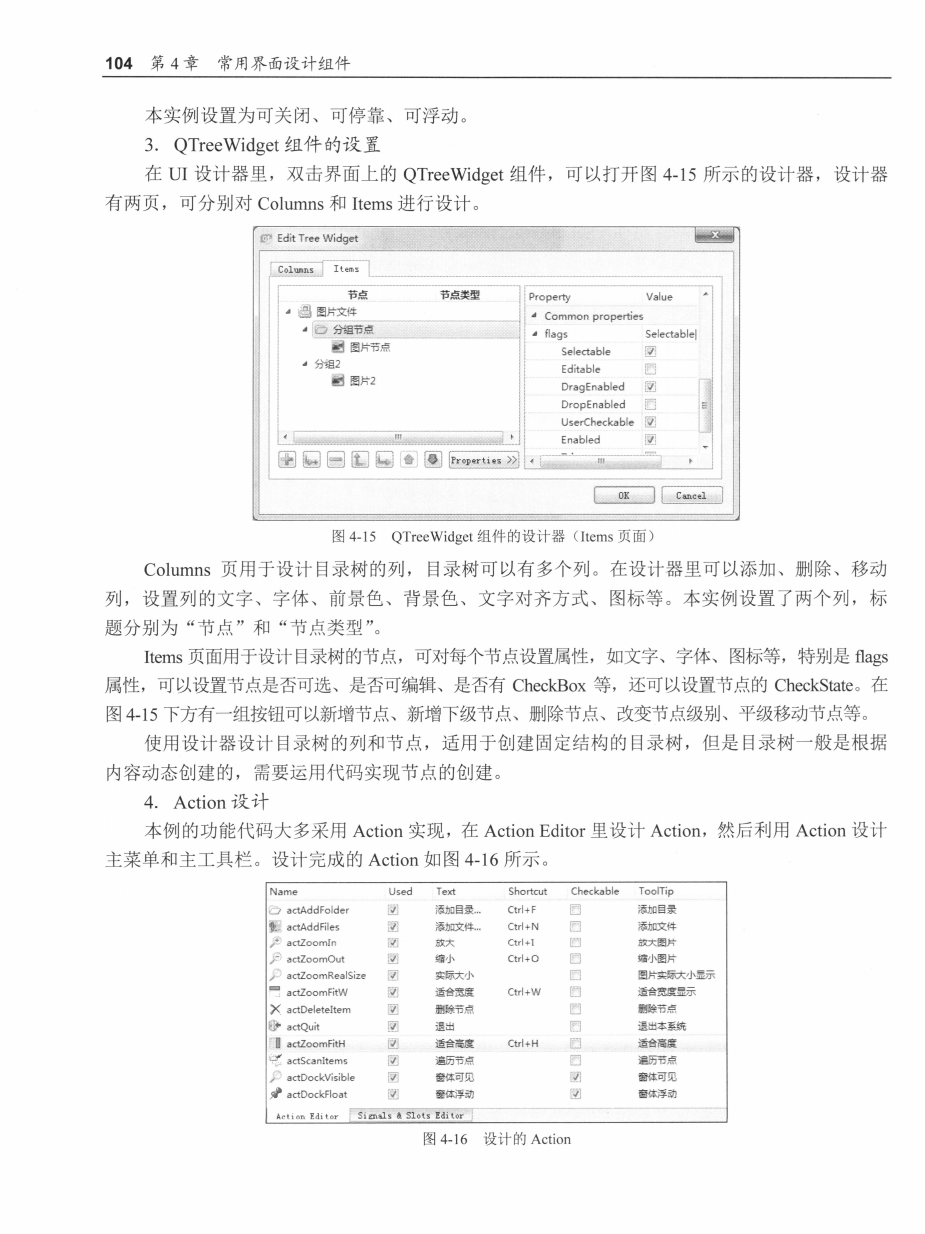 104 第 4 章 常用界面设计组件
本实例设置为可关闭、可停靠、可浮动。
3．QTreeWidget 组件的设置
在 UI 设计器里，双击界面上的 QTreeWidget 组件，可以打开图 4-15 所示的设计器，设计器
有两页，可分别对 Columns 和 Items 进行设计。
Edit Tree Widget
Columns Items
节点 节点类型
图片文件
分组节点
图片节点
分组2
图片2
Properties >>
Property Value
Common properties
flags Selectable|
Selectable
Editable
DragEnabled
DropEnabled
UserCheckable
Enabled
OK Cancel
图 4-15 QTreeWidget 组件的设计器（Items 页面）
Columns 页用于设计目录树的列，目录树可以有多个列。在设计器里可以添加、删除、移动
列，设置列的文字、字体、前景色、背景色、文字对齐方式、图标等。本实例设置了两个列，标
题分别为“节点”和“节点类型”。
Items 页面用于设计目录树的节点，可对每个节点设置属性，如文字、字体、图标等，特别是 flags
属性，可以设置节点是否可选、是否可编辑、是否有 CheckBox 等，还可以设置节点的 CheckState。在
图 4-15 下方有一组按钮可以新增节点、新增下级节点、删除节点、改变节点级别、平级移动节点等。
使用设计器设计目录树的列和节点，适用于创建固定结构的目录树，但是目录树一般是根据
内容动态创建的，需要运用代码实现节点的创建。
4．Action 设计
本例的功能代码大多采用 Action 实现，在 Action Editor 里设计 Action，然后利用 Action 设计
主菜单和主工具栏。设计完成的 Action 如图 4-16 所示。
Name Used Text Shortcut Checkable ToolTip
actAddFolder 添加目录... Ctrl+F 添加目录
actAddFiles 添加文件... Ctrl+N 添加文件
actZoomIn 放大 Ctrl+I 放大图片
actZoomOut 缩小 Ctrl+O 缩小图片
actZoomRealSize 实际大小 图片实际大小显示
actZoomFitW 适合宽度 Ctrl+W 适合宽度显示
actDeleteItem 删除节点 删除节点
actQuit 退出 退出本系统
actZoomFitH 适合高度 Ctrl+H 适合高度
actScanItems 遍历节点 遍历节点
actDockVisible 窗体可见 窗体可见
actDockFloat 窗体浮动 窗体浮动
Action Editor Signals & Slots Editor
图 4-16 设计的 Action